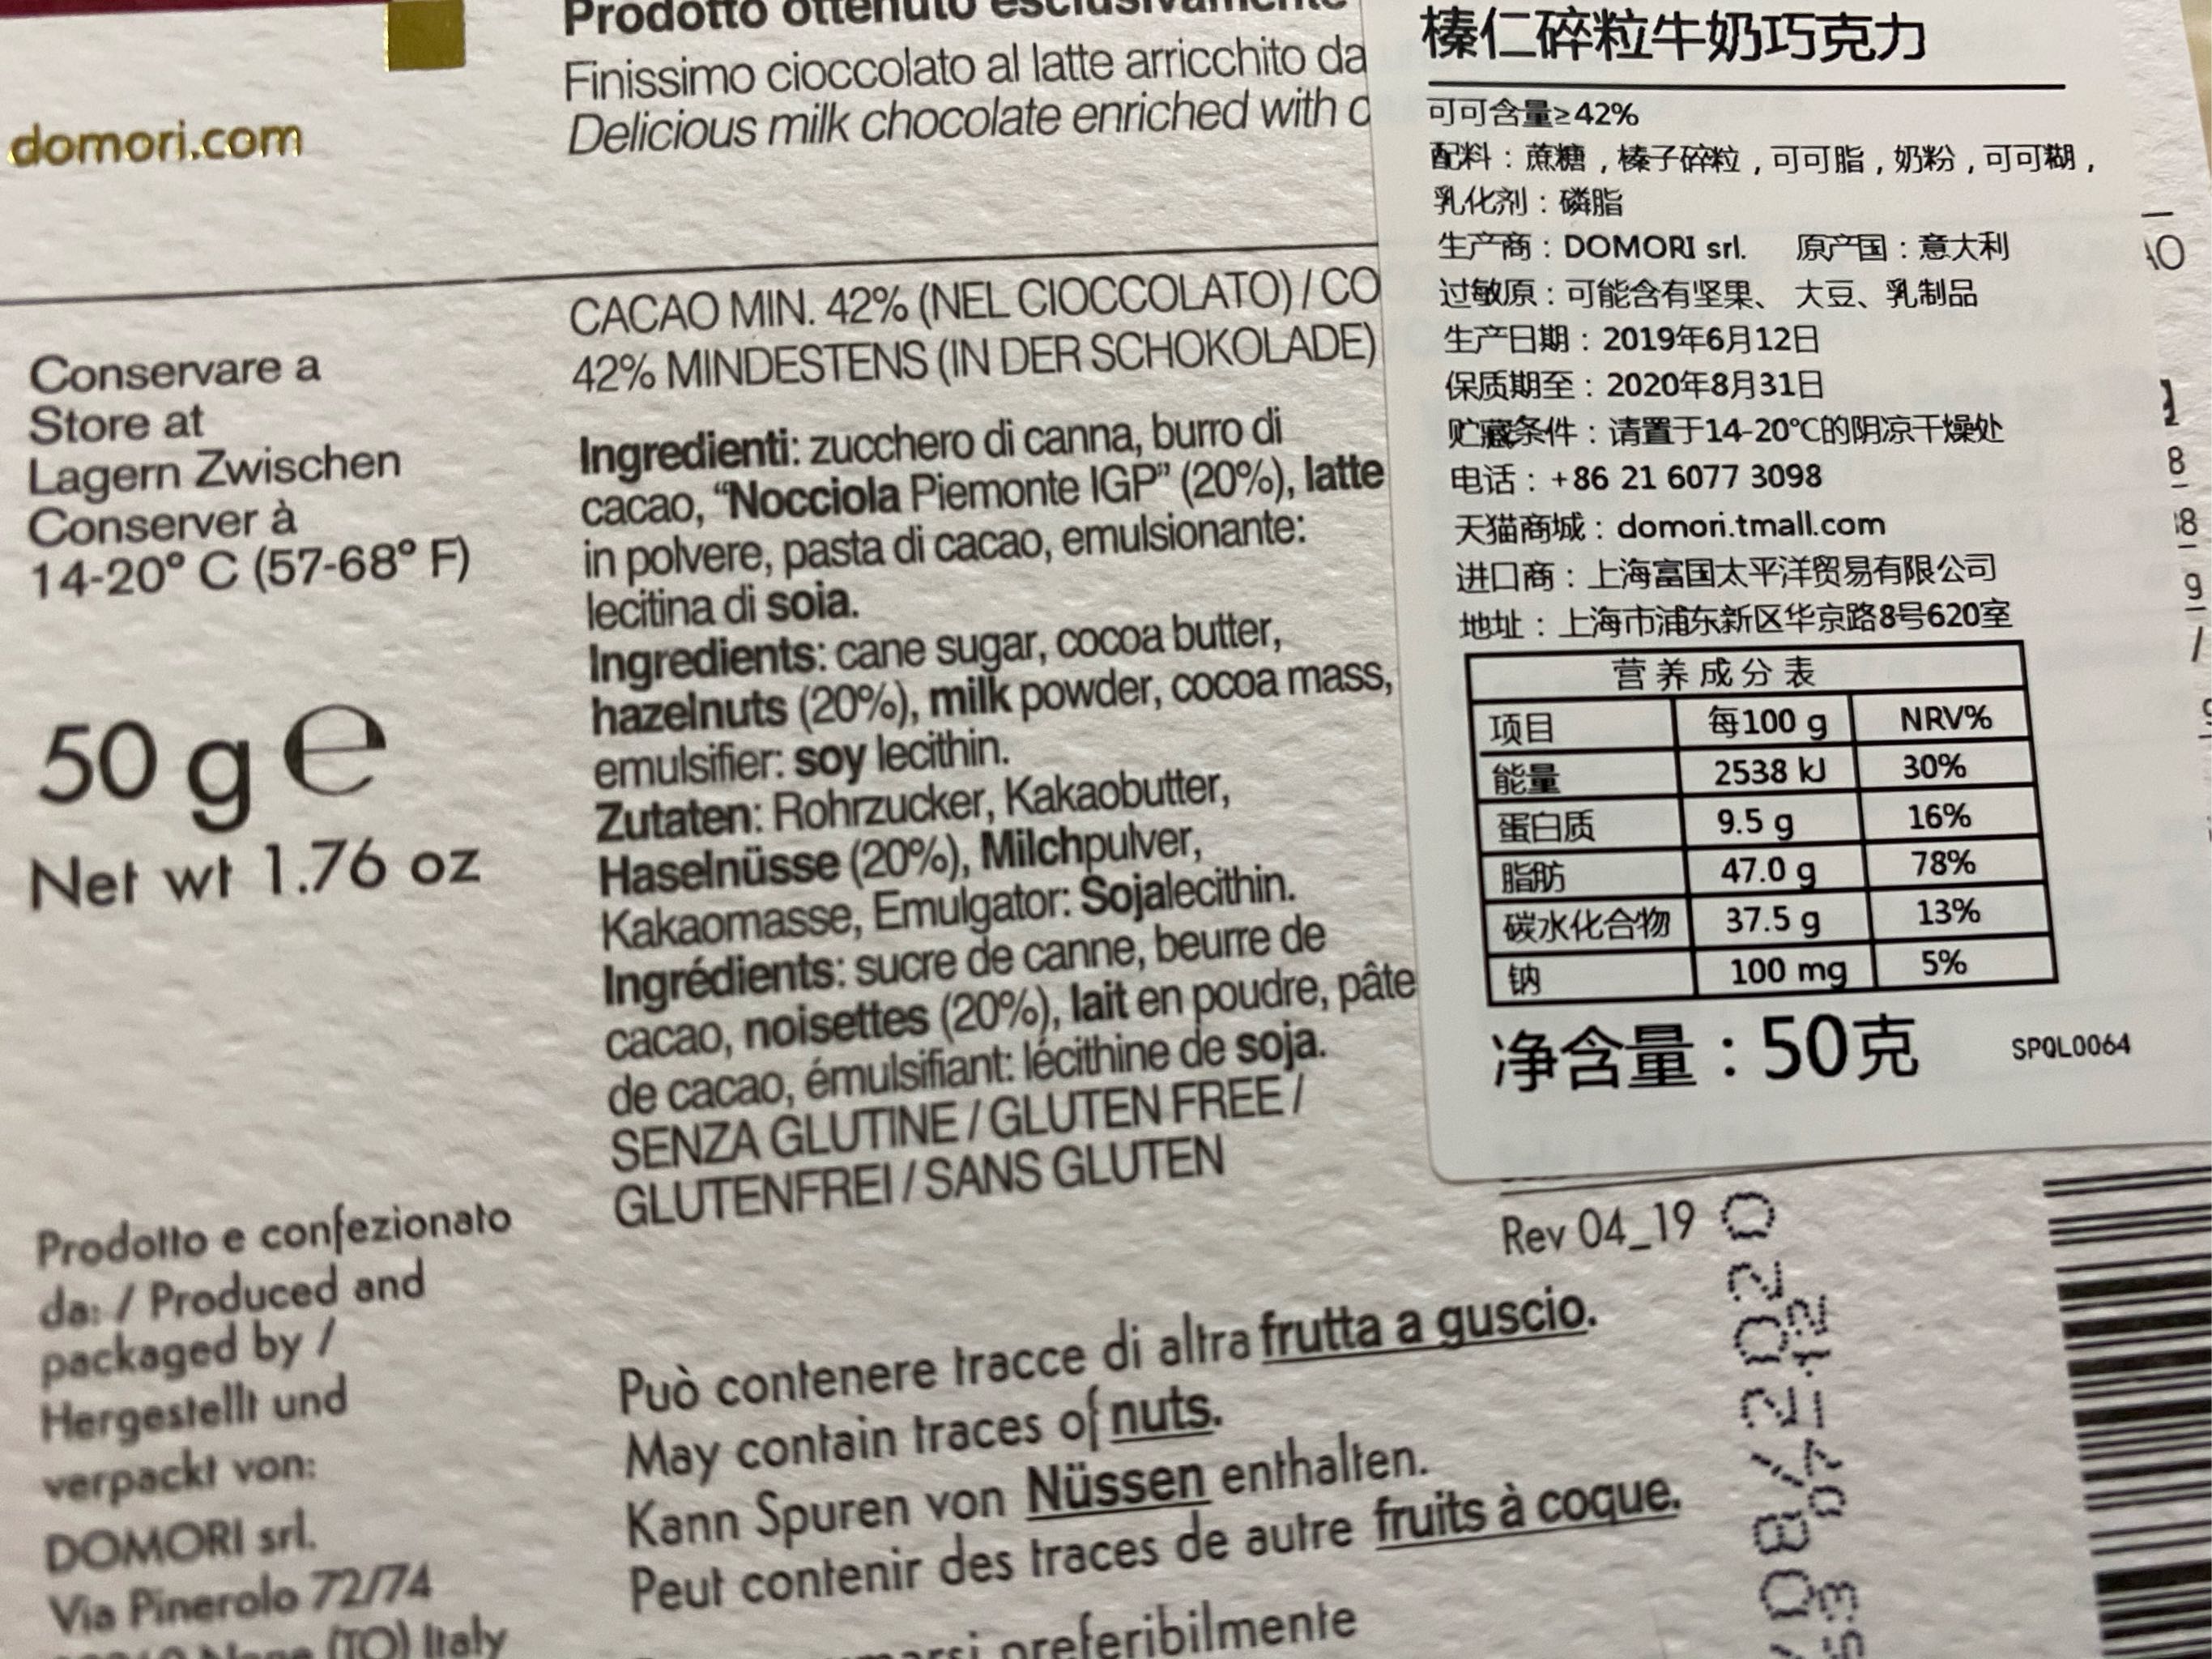 domori.com
Prodotto ottenuto esclusivamente
Finissimo cioccolato al latte arricchito da
Delicious milk chocolate enriched with
Conservare a
Store at
Lagern Zwischen
Conserver à
14-20° C (57-68° F)
50 g e
Net wt 1.76 oz
Prodotto e confezionato
da: / Produced and
packaged by /
Hergestellt und
verpackt von:
DOMORI srl.
Via Pinerolo 72/74
(TO) Italy
CACAO MIN. 42% (NEL CIOCCOLATO) / CO
42% MINDESTENS (IN DER SCHOKOLADE)
Ingredienti: zucchero di canna, burro di
cacao, “Nocciola Piemonte IGP” (20%), latte
in polvere, pasta di cacao, emulsionante:
lecitina di soia.
Ingredients: cane sugar, cocoa butter,
hazelnuts (20%), milk powder, cocoa mass,
emulsifier: soy lecithin.
Zutaten: Rohrzucker, Kakaobutter,
Haselnüsse (20%), Milchpulver,
Kakaomasse, Emulgator: Sojalecithin.
Ingrédients: sucre de canne, beurre de
cacao, noisettes (20%), lait en poudre, pâte
de cacao, émulsifiant: lécithine de soja.
SENZA GLUTINE / GLUTEN FREE /
GLUTENFREI / SANS GLUTEN
Può contenere tracce di altra frutta a guscio.
May contain traces of nuts.
Kann Spuren von Nüssen enthalten.
Peut contenir des traces de autre fruits à coque.
preferibilmente
榛仁碎粒牛奶巧克力
可可含量≥42%
配料：蔗糖，榛子碎粒，可可脂，奶粉，可可糊，
乳化剂：磷脂
生产商：DOMORI srl. 原产国：意大利
过敏原：可能含有坚果、 大豆、乳制品
生产日期：2019年6月12日
保质期至：2020年8月31日
贮藏条件：请置于14-20℃的阴凉干燥处
电话：+86 21 6077 3098
天猫商城：domori.tmall.com
进口商：上海富国太平洋贸易有限公司
地址：上海市浦东新区华京路8号620室
营养成分表
项目 每100 g NRV%
能量 2538 kJ 30%
蛋白质 9.5 g 16%
脂肪 47.0 g 78%
碳水化合物 37.5 g 13%
钠 100 mg 5%
净含量：50克 SPQL0064
Rev 04_19
08/2020